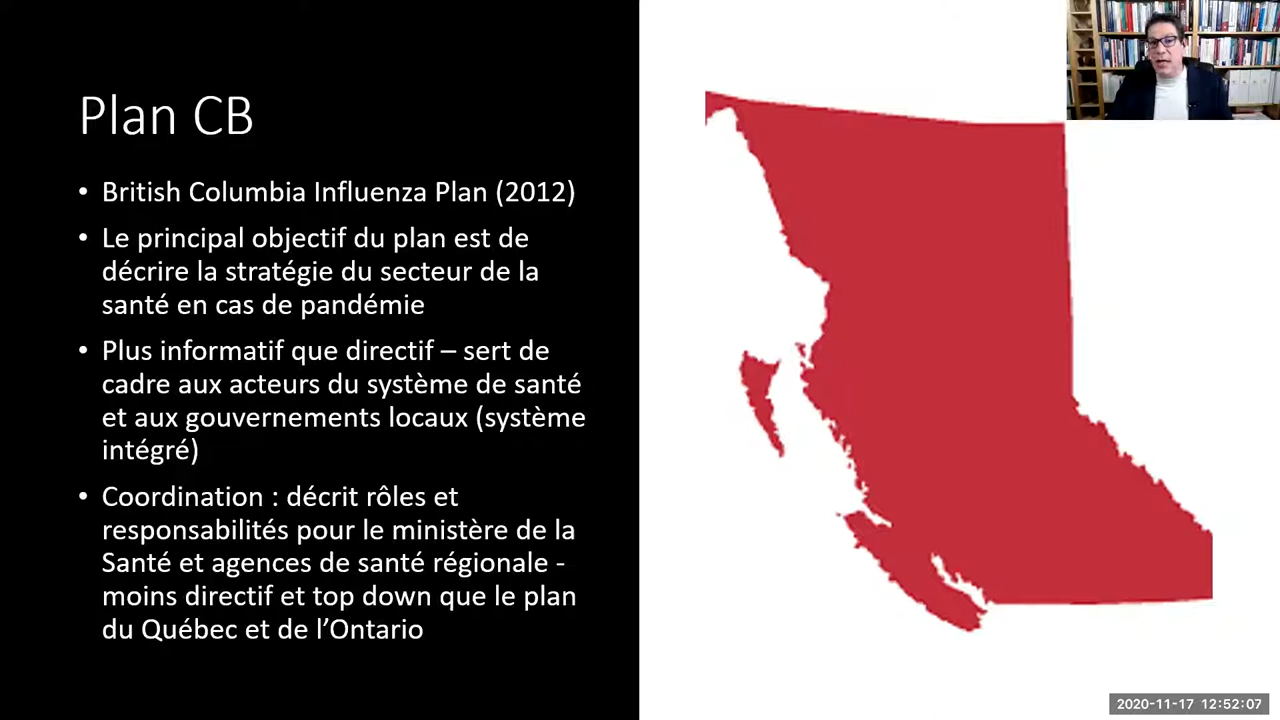 Plan CB
• British Columbia Influenza Plan (2012)
• Le principal objectif du plan est de
décrire la stratégie du secteur de la
santé en cas de pandémie
• Plus informatif que directif – sert de
cadre aux acteurs du système de santé
et aux gouvernements locaux (système
intégré)
• Coordination : décrit rôles et
responsabilités pour le ministère de la
Santé et agences de santé régionale -
moins directif et top down que le plan
du Québec et de l’Ontario
2020-11-17 12:52:07